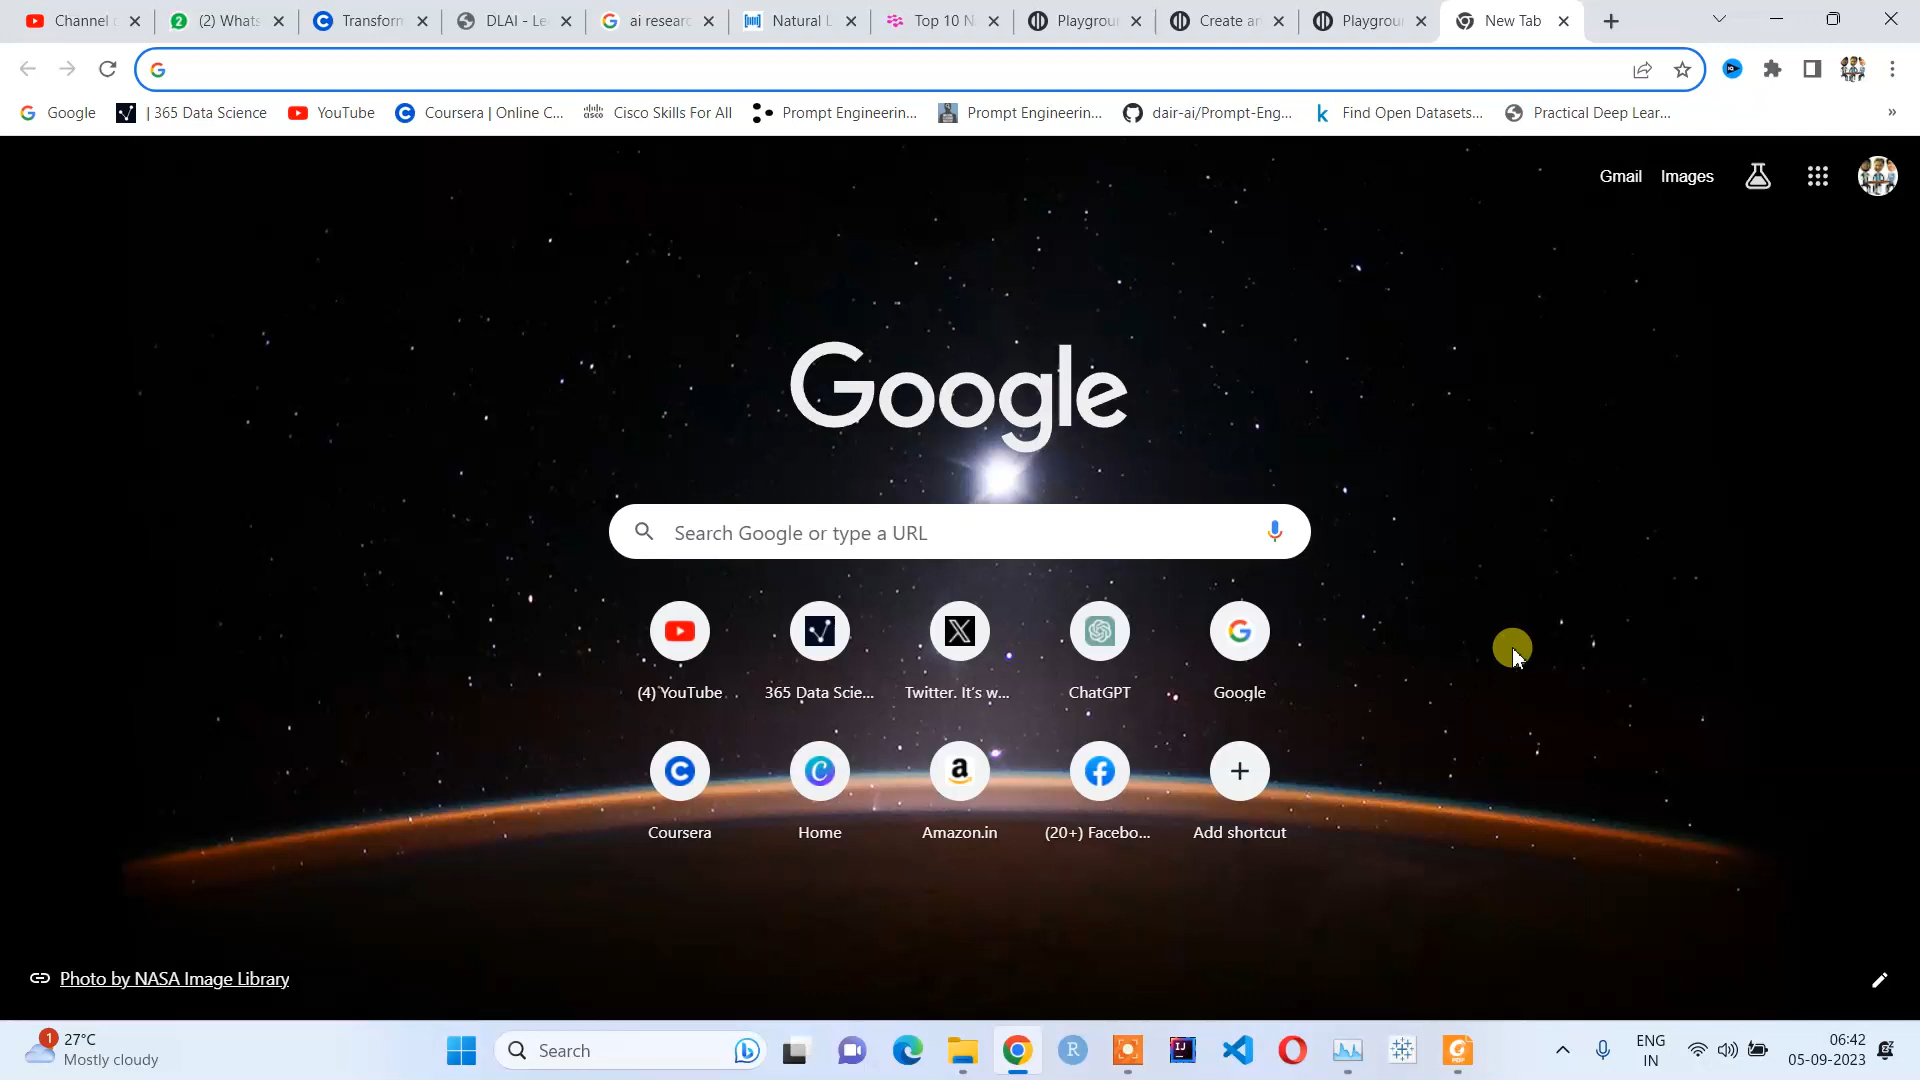 Channel
(2) Whats
Transform
DLAI - Le
ai researc
Natural L
Top 10 N
Playgroun
Create an
Playgroun
New Tab
Google
| 365 Data Science
YouTube
Coursera | Online C...
Cisco Skills For All
Prompt Engineerin...
Prompt Engineerin...
dair-ai/Prompt-Eng...
Find Open Datasets...
Practical Deep Lear...
»
Gmail
Images
Google
Search Google or type a URL
(4) YouTube
365 Data Scie...
Twitter. It's w...
ChatGPT
Google
Coursera
Home
Amazon.in
(20+) Facebo...
Add shortcut
Photo by NASA Image Library
1
27°C
Mostly cloudy
Search
ENG
IN
06:42
05-09-2023